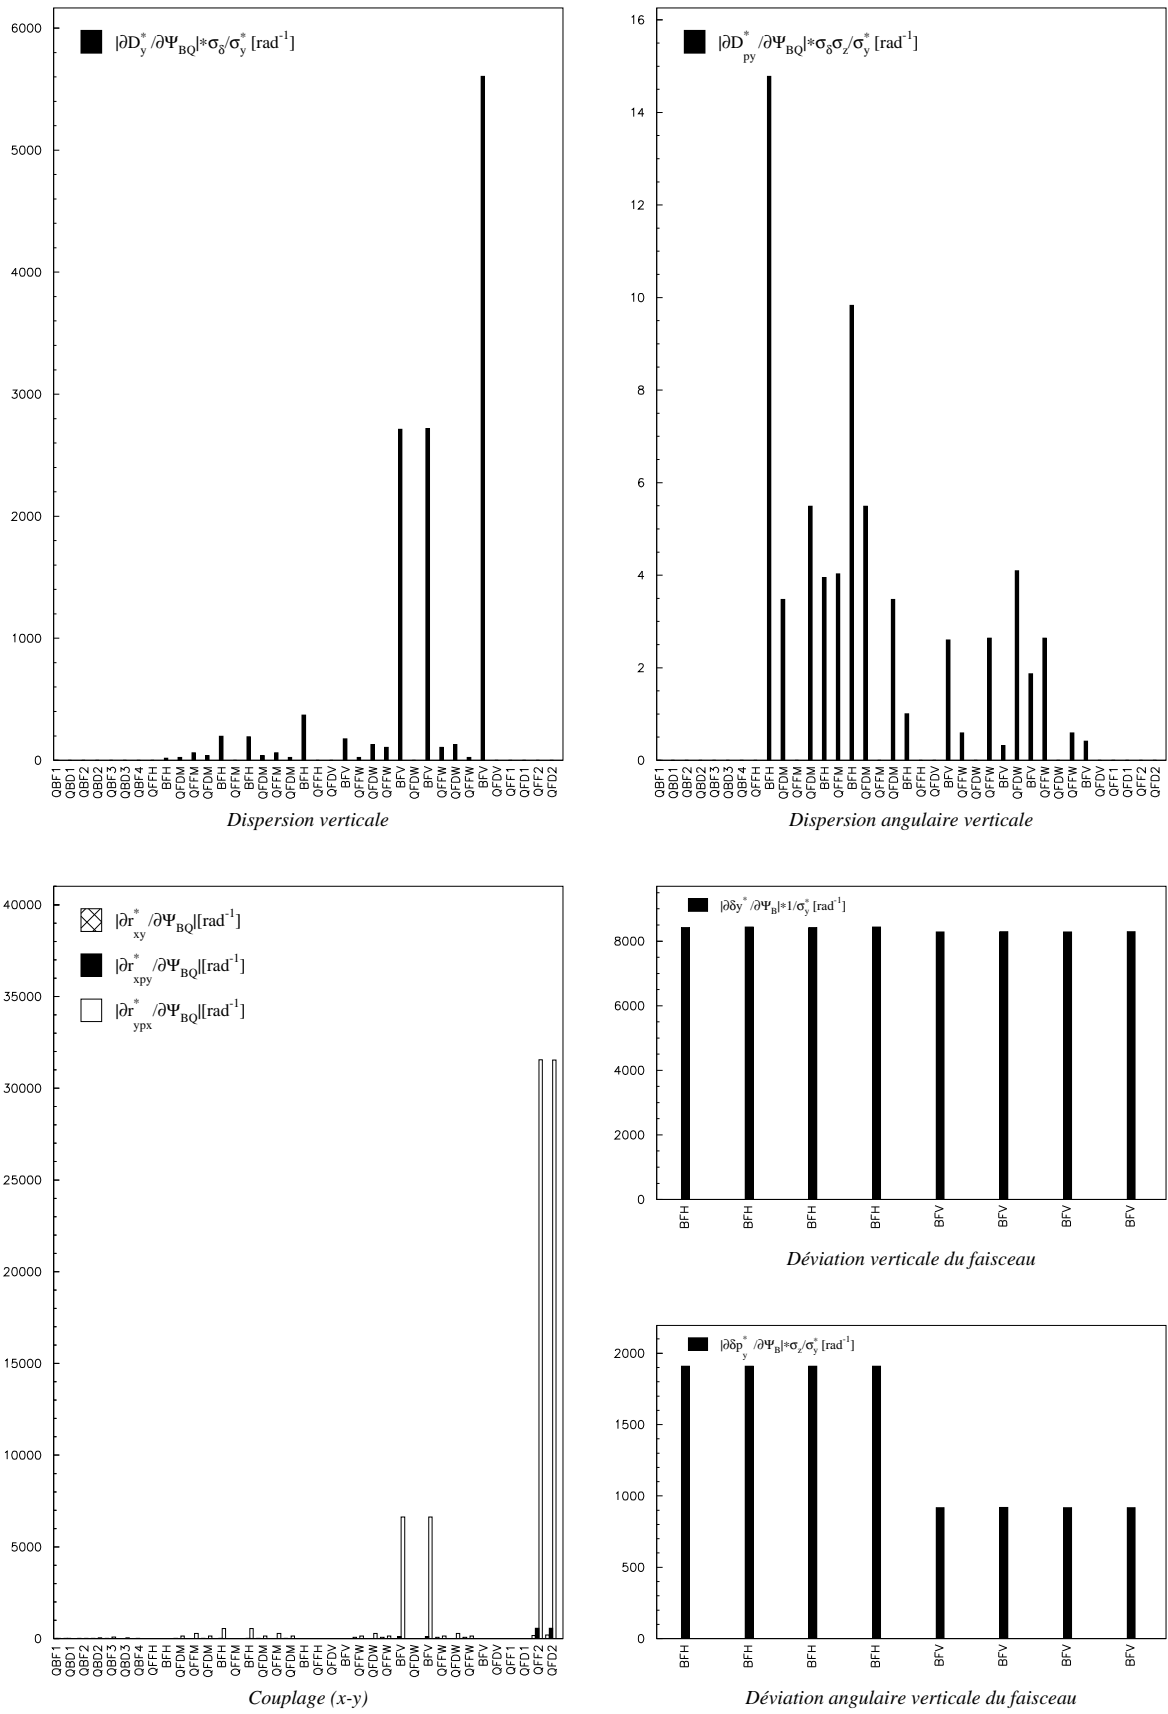 6000
5000
4000
3000
2000
1000
0
|∂D*y/∂ΨBQ|*σδ/σ*y [rad-1]
QBF1 QBD1 QBF2 QBD2 QBF3 QBD3 QBF4 QFFH BFH QFDM QFFM QFDM BFH QFFM BFH QFDM QFFM QFDM BFH QFFH QFDV BFV QFFW QFDW QFFW BFV QFDW BFV QFFW QFDW QFFW BFV QFDV QFF1 QFD1 QFF2 QFD2
Dispersion verticale
16
14
12
10
8
6
4
2
0
|∂D*py/∂ΨBQ|*σδσz/σ*y [rad-1]
QBF1 QBD1 QBF2 QBD2 QBF3 QBD3 QBF4 QFFH BFH QFDM QFFM QFDM BFH QFFM BFH QFDM QFFM QFDM BFH QFFH QFDV BFV QFFW QFDW QFFW BFV QFDW BFV QFFW QFDW QFFW BFV QFDV QFF1 QFD1 QFF2 QFD2
Dispersion angulaire verticale
40000
35000
30000
25000
20000
15000
10000
5000
0
|∂r*xy/∂ΨBQ|[rad-1]
|∂r*xpy/∂ΨBQ|[rad-1]
|∂r*ypx/∂ΨBQ|[rad-1]
QBF1 QBD1 QBF2 QBD2 QBF3 QBD3 QBF4 QFFH BFH QFDM QFFM QFDM BFH QFFM BFH QFDM QFFM QFDM BFH QFFH QFDV BFV QFFW QFDW QFFW BFV QFDW BFV QFFW QFDW QFFW BFV QFDV QFF1 QFD1 QFF2 QFD2
Couplage (x-y)
8000
6000
4000
2000
0
|∂δy*/∂ΨB|*1/σ*y [rad-1]
BFH BFH BFH BFH BFV BFV BFV BFV
Déviation verticale du faisceau
2000
1500
1000
500
0
|∂δp*y/∂ΨB|*σz/σ*y [rad-1]
BFH BFH BFH BFH BFV BFV BFV BFV
Déviation angulaire verticale du faisceau